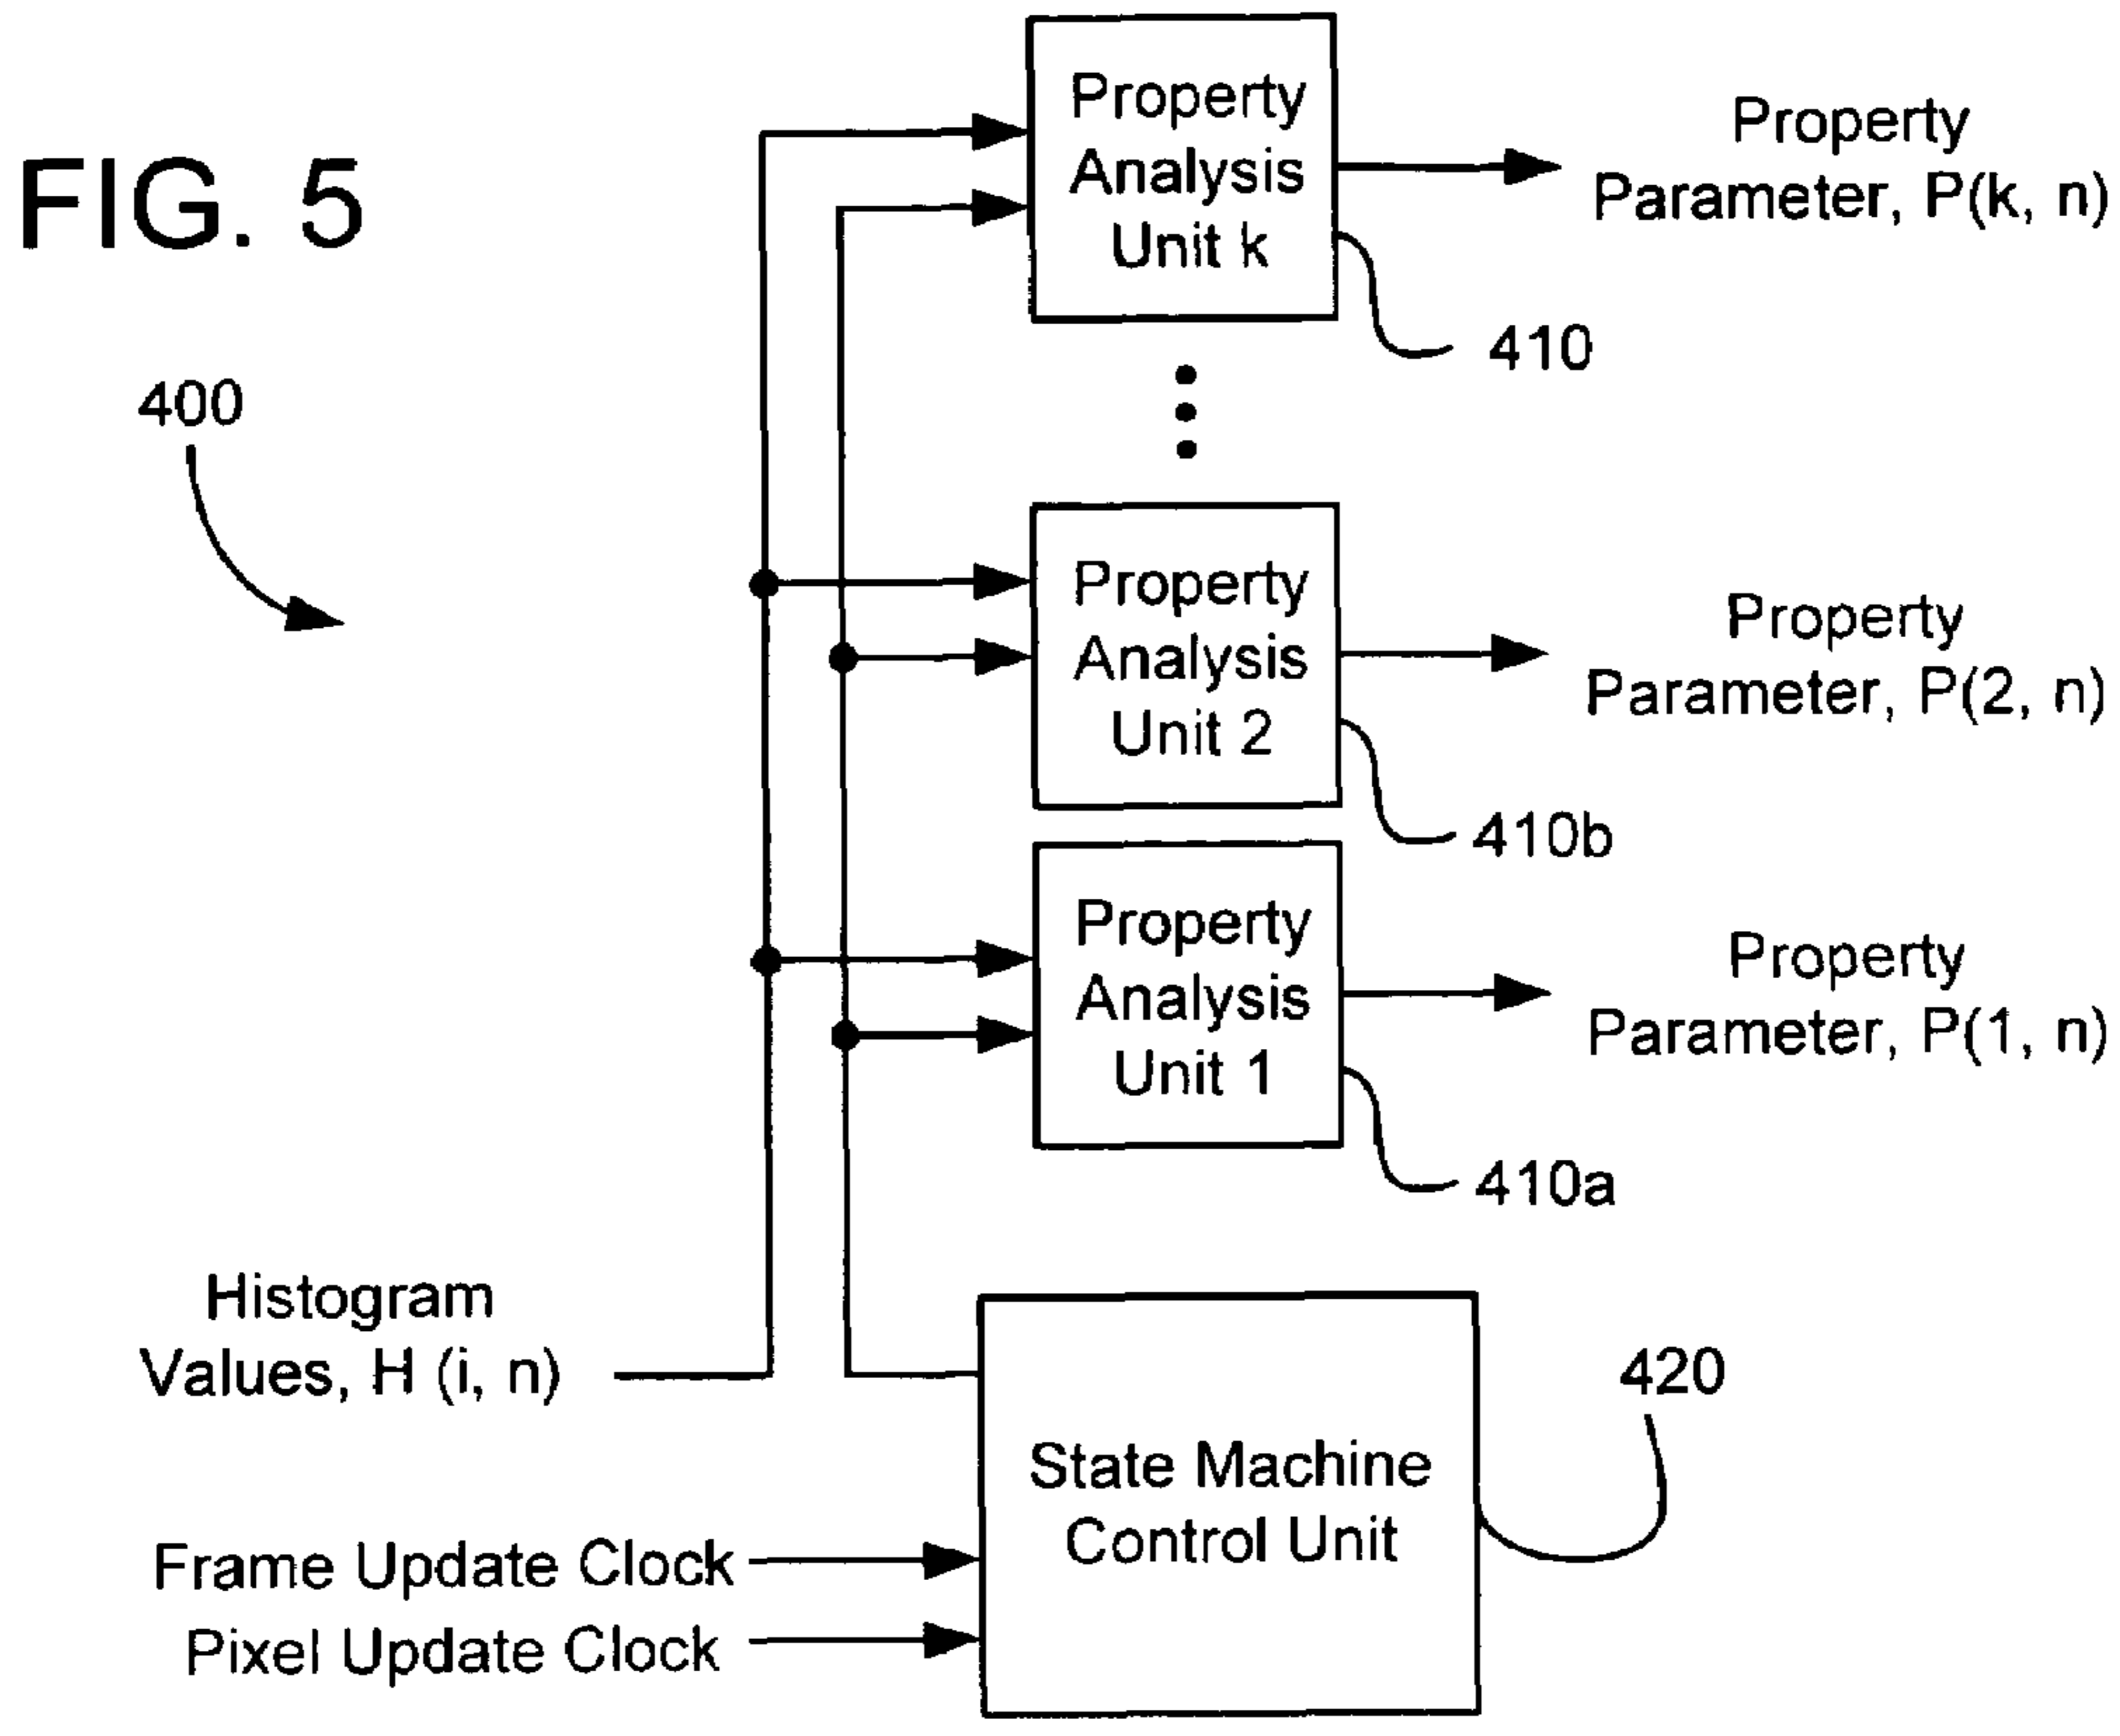 FIG. 5
Property
Analysis
Unit k
Property
Parameter, P(k, n)
410
400
Property
Analysis
Unit 2
Property
Parameter, P(2, n)
410b
Property
Analysis
Unit 1
Property
Parameter, P(1, n)
410a
Histogram
Values, H (i, n)
420
State Machine
Control Unit
Frame Update Clock
Pixel Update Clock